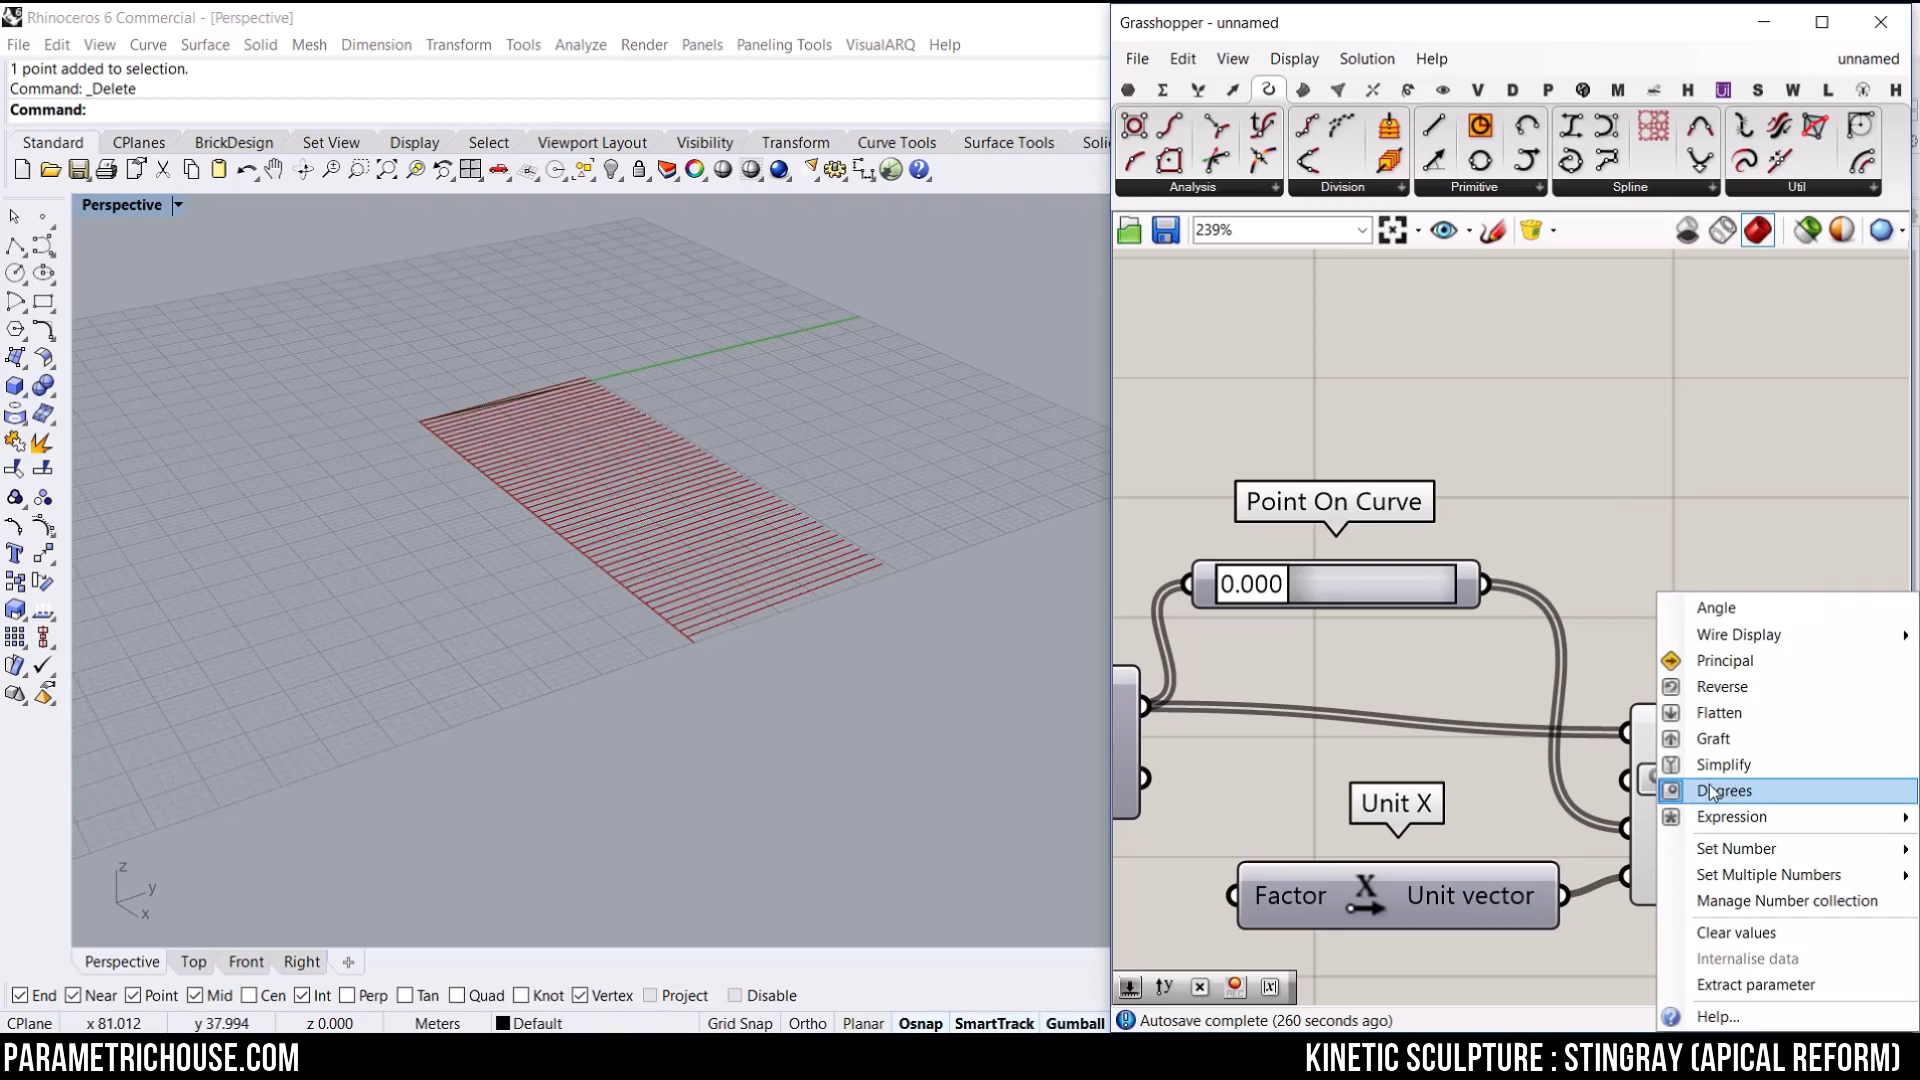 Rhinoceros 6 Commercial - [Perspective]
File Edit View Curve Surface Solid Mesh Dimension Transform Tools Analyze Render Panels Paneling Tools VisualARQ Help
1 point added to selection.
Command: _Delete
Command:
Standard CPlanes BrickDesign Set View Display Select Viewport Layout Visibility Transform Curve Tools Surface Tools Soli
Perspective
z
y
x
Perspective Top Front Right
End Near Point Mid Cen Int Perp Tan Quad Knot Vertex Project Disable
CPlane x 81.012 y 37.994 z 0.000 Meters Default Grid Snap Ortho Planar Osnap SmartTrack Gumball
Grasshopper - unnamed
File Edit View Display Solution Help unnamed
V D P M H S W L H
Analysis Division Primitive Spline Util
239%
Point On Curve
0.000
Unit X
Factor X Unit vector
Angle
Wire Display
Principal
Reverse
Flatten
Graft
Simplify
Degrees
Expression
Set Number
Set Multiple Numbers
Manage Number collection
Clear values
Internalise data
Extract parameter
Help...
Autosave complete (260 seconds ago)
PARAMETRICHOUSE.COM
KINETIC SCULPTURE : STINGRAY (APICAL REFORM)